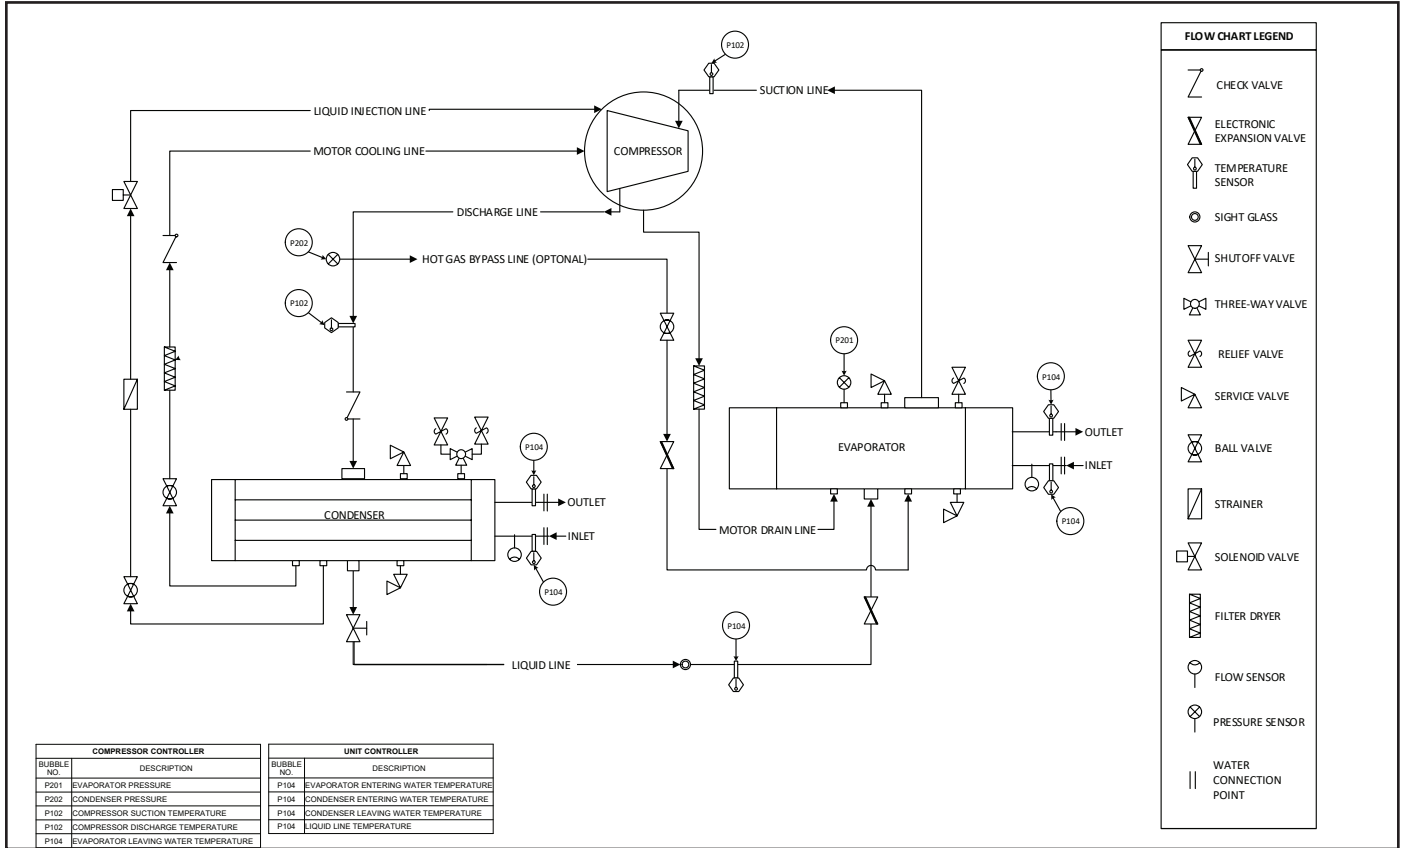 P102
FLOW CHART LEGEND
SUCTION LINE
LIQUID INJECTION LINE
MOTOR COOLING LINE
COMPRESSOR
DISCHARGE LINE
P202
HOT GAS BYPASS LINE (OPTONAL)
P102
P201
P104
EVAPORATOR
OUTLET
INLET
P104
P104
OUTLET
CONDENSER
INLET
P104
MOTOR DRAIN LINE
P104
LIQUID LINE
CHECK VALVE
ELECTRONIC
EXPANSION VALVE
TEMPERATURE
SENSOR
SIGHT GLASS
SHUTOFF VALVE
THREE-WAY VALVE
RELIEF VALVE
SERVICE VALVE
BALL VALVE
STRAINER
SOLENOID VALVE
FILTER DRYER
FLOW SENSOR
PRESSURE SENSOR
WATER
CONNECTION
POINT
COMPRESSOR CONTROLLER
BUBBLE NO. DESCRIPTION
P201 EVAPORATOR PRESSURE
P202 CONDENSER PRESSURE
P102 COMPRESSOR SUCTION TEMPERATURE
P102 COMPRESSOR DISCHARGE TEMPERATURE
P104 EVAPORATOR LEAVING WATER TEMPERATURE
UNIT CONTROLLER
BUBBLE NO. DESCRIPTION
P104 EVAPORATOR ENTERING WATER TEMPERATURE
P104 CONDENSER ENTERING WATER TEMPERATURE
P104 CONDENSER LEAVING WATER TEMPERATURE
P104 LIQUID LINE TEMPERATURE